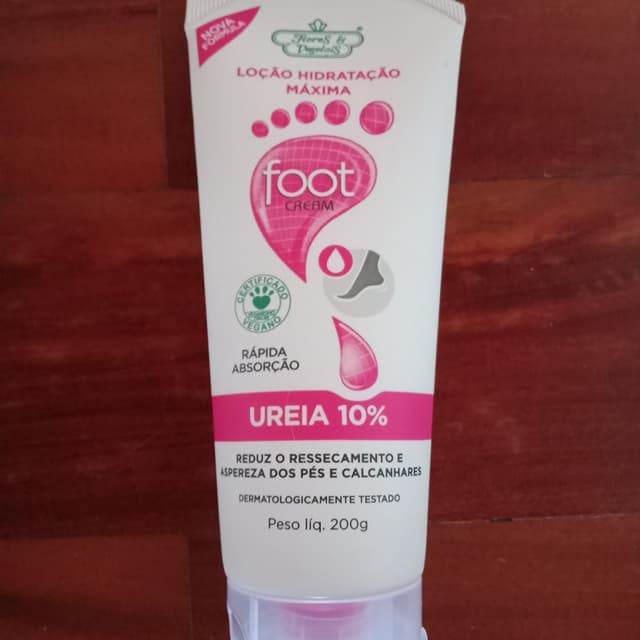 NOVA
FÓRMULA
Flores &
Vegetais
LOÇÃO HIDRATAÇÃO
MÁXIMA
foot
CREAM
CERTIFICADO
VEGANO
RÁPIDA
ABSORÇÃO
UREIA 10%
REDUZ O RESSECAMENTO E
ASPEREZA DOS PÉS E CALCANHARES
DERMATOLOGICAMENTE TESTADO
Peso líq. 200g